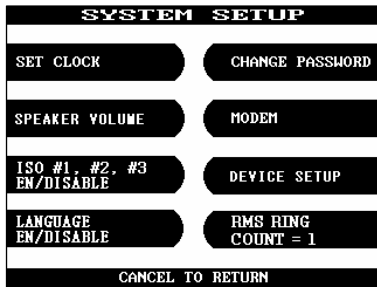 SYSTEM SETUP
SET CLOCK
CHANGE PASSWORD
SPEAKER VOLUME
MODEM
ISO #1, #2, #3
EN/DISABLE
DEVICE SETUP
LANGUAGE
EN/DISABLE
RMS RING
COUNT = 1
CANCEL TO RETURN